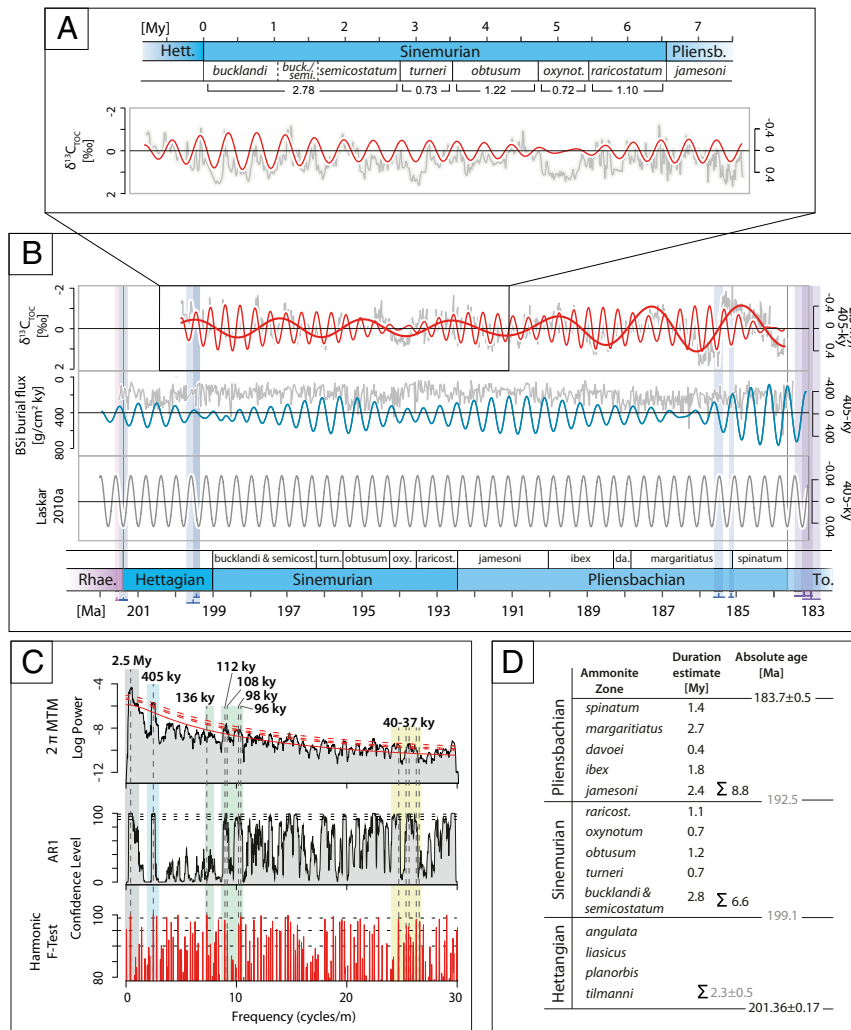 A
[My] 0 1 2 3 4 5 6 7
Hett. Sinemurian Pliensb.
bucklandi buck./ semistostatum turneri obtusum oxynot. raricostatum jamesoni
semi.
2.78 0.73 1.22 0.72 1.10
δ¹³C_TOC
[‰]
-2
0
2
-0.4
0
0.4
B
δ¹³C_TOC
[‰]
-2
0
2
-0.4
0
0.4
405-ky
BSi burial flux
[g/cm² ky]
0
400
800
400
0
400
405-Ky
Laskar
2010a
-0.04
0
0.04
405-Ky
bucklandi & semicost. turn. obtusum oxy. raricost. jamesoni ibex da. margaritiatus spinatum
Rhae. Hettagian Sinemurian Pliensbachian To.
[Ma] 201 199 197 195 193 191 189 187 185 183
C
2.5 My
405 ky
136 ky
112 ky
108 ky
98 ky
96 ky
40-37 ky
2 π MTM
Log Power
-4
-8
-12
AR1
Confidence Level
100
0
Harmonic
F-Test
100
80
0 10 20 30
Frequency (cycles/m)
D
Ammonite Duration Absolute age
Zone estimate [Ma]
[My]
183.7±0.5
Pliensbachian
spinatum 1.4
margaritiatus 2.7
davoei 0.4
ibex 1.8
jamesoni 2.4 Σ 8.8
192.5
Sinemurian
raricost. 1.1
oxynotum 0.7
obtusum 1.2
turneri 0.7
bucklandi & 2.8 Σ 6.6
semicostatum
199.1
Hettangian
angulata
liasicus
planorbis
tilmanni Σ 2.3±0.5
201.36±0.17